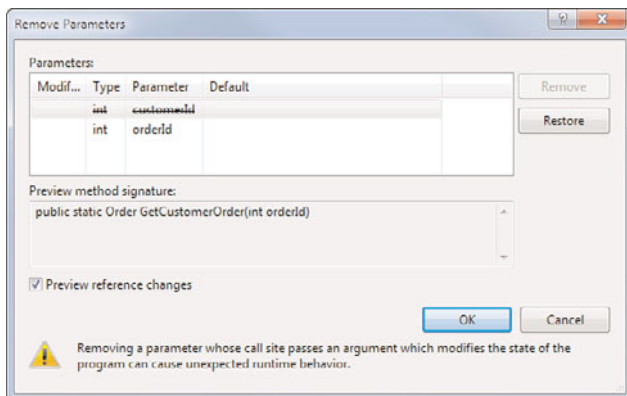 Remove Parameters
Parameters:
Modif... Type Parameter Default
Remove
int customerId
int orderId
Restore
Preview method signature:
public static Order GetCustomerOrder(int orderId)
Preview reference changes
OK Cancel
Removing a parameter whose call site passes an argument which modifies the state of the
program can cause unexpected runtime behavior.